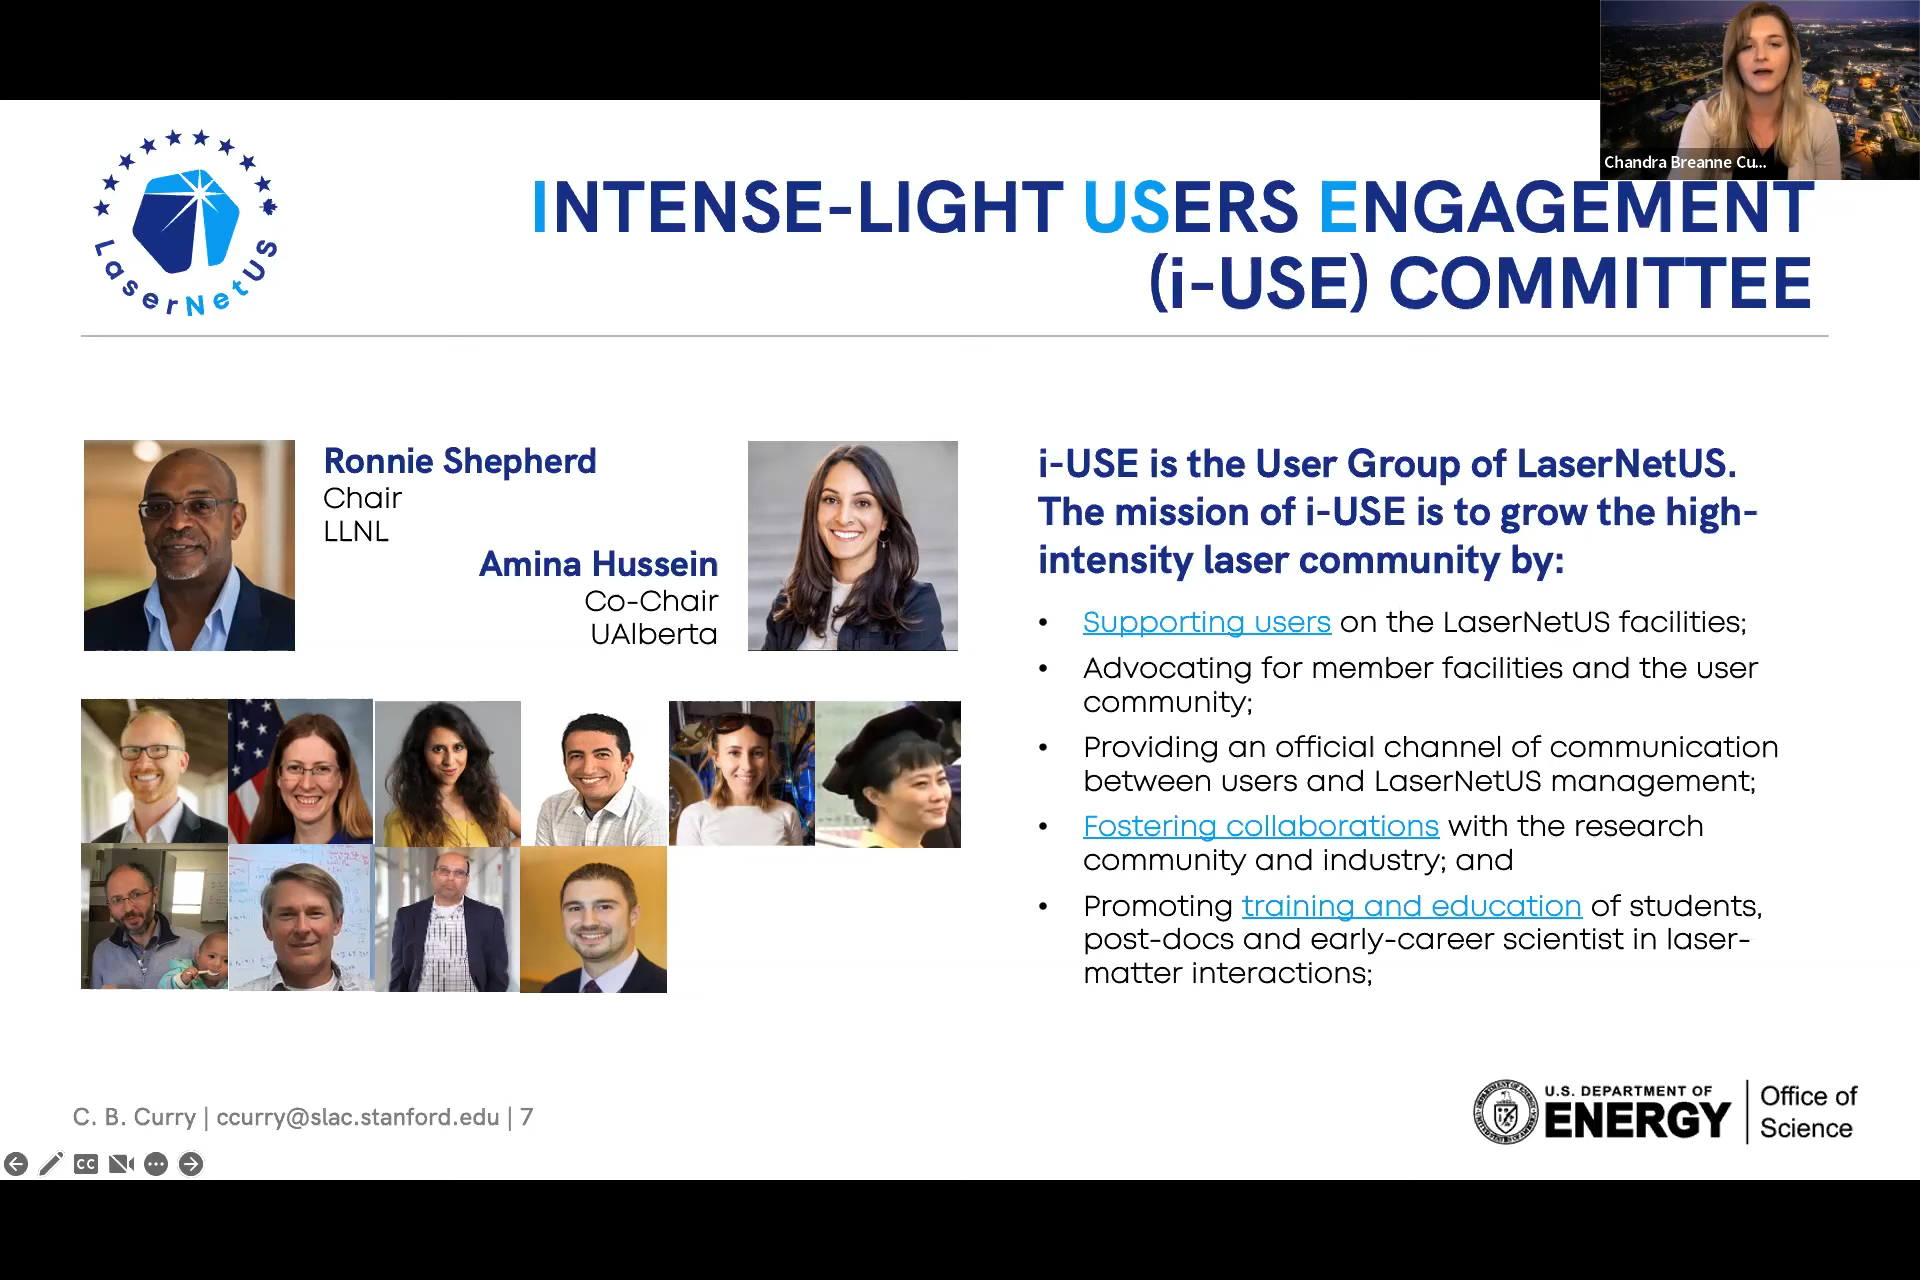 Chandra Breanne Cu...
LaserNetUS
INTENSE-LIGHT USERS ENGAGEMENT
(i-USE) COMMITTEE
Ronnie Shepherd
Chair
LLNL
Amina Hussein
Co-Chair
UAlberta
i-USE is the User Group of LaserNetUS.
The mission of i-USE is to grow the high-
intensity laser community by:
• Supporting users on the LaserNetUS facilities;
• Advocating for member facilities and the user
community;
• Providing an official channel of communication
between users and LaserNetUS management;
• Fostering collaborations with the research
community and industry; and
• Promoting training and education of students,
post-docs and early-career scientist in laser-
matter interactions;
C. B. Curry | ccurry@slac.stanford.edu | 7
U.S. DEPARTMENT OF
ENERGY
Office of
Science
CC